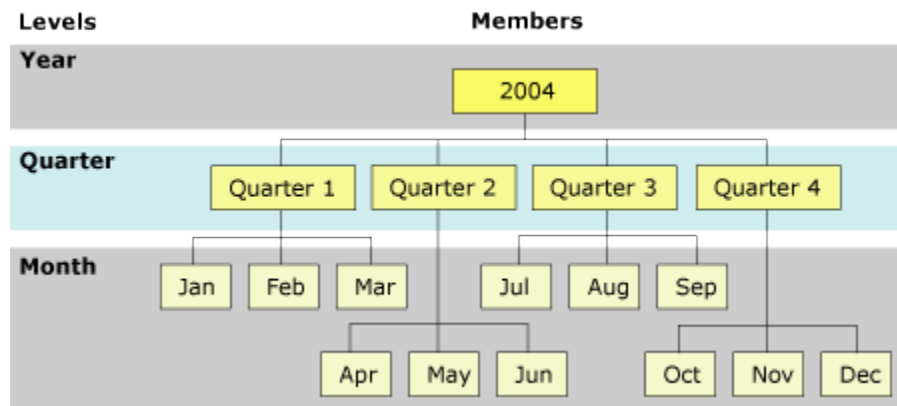 Levels Members
Year
2004
Quarter
Quarter 1 Quarter 2 Quarter 3 Quarter 4
Month
Jan Feb Mar Jul Aug Sep
Apr May Jun Oct Nov Dec